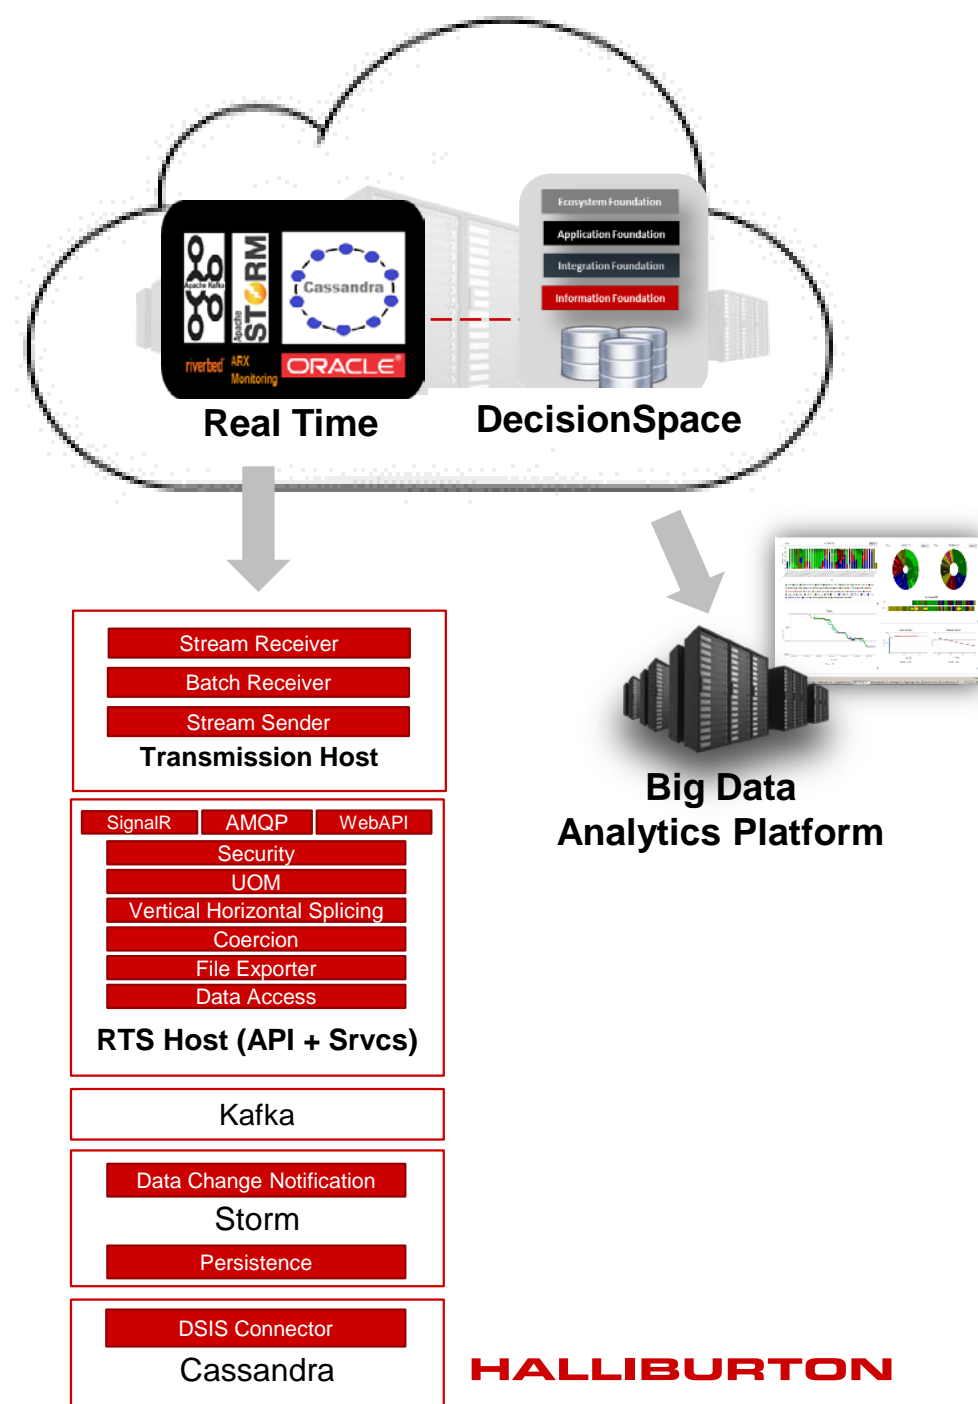 Ecosystem Foundation
Application Foundation
Integration Foundation
Information Foundation
Apache Kafka
Apache
STORM
Cassandra
riverbed
ARX
Monitoring
ORACLE®
Real Time
DecisionSpace
Stream Receiver
Batch Receiver
Stream Sender
Transmission Host
SignalR
AMQP
WebAPI
Security
UOM
Vertical Horizontal Splicing
Coercion
File Exporter
Data Access
RTS Host (API + Srvcs)
Kafka
Data Change Notification
Storm
Persistence
DSIS Connector
Cassandra
Big Data
Analytics Platform
HALLIBURTON